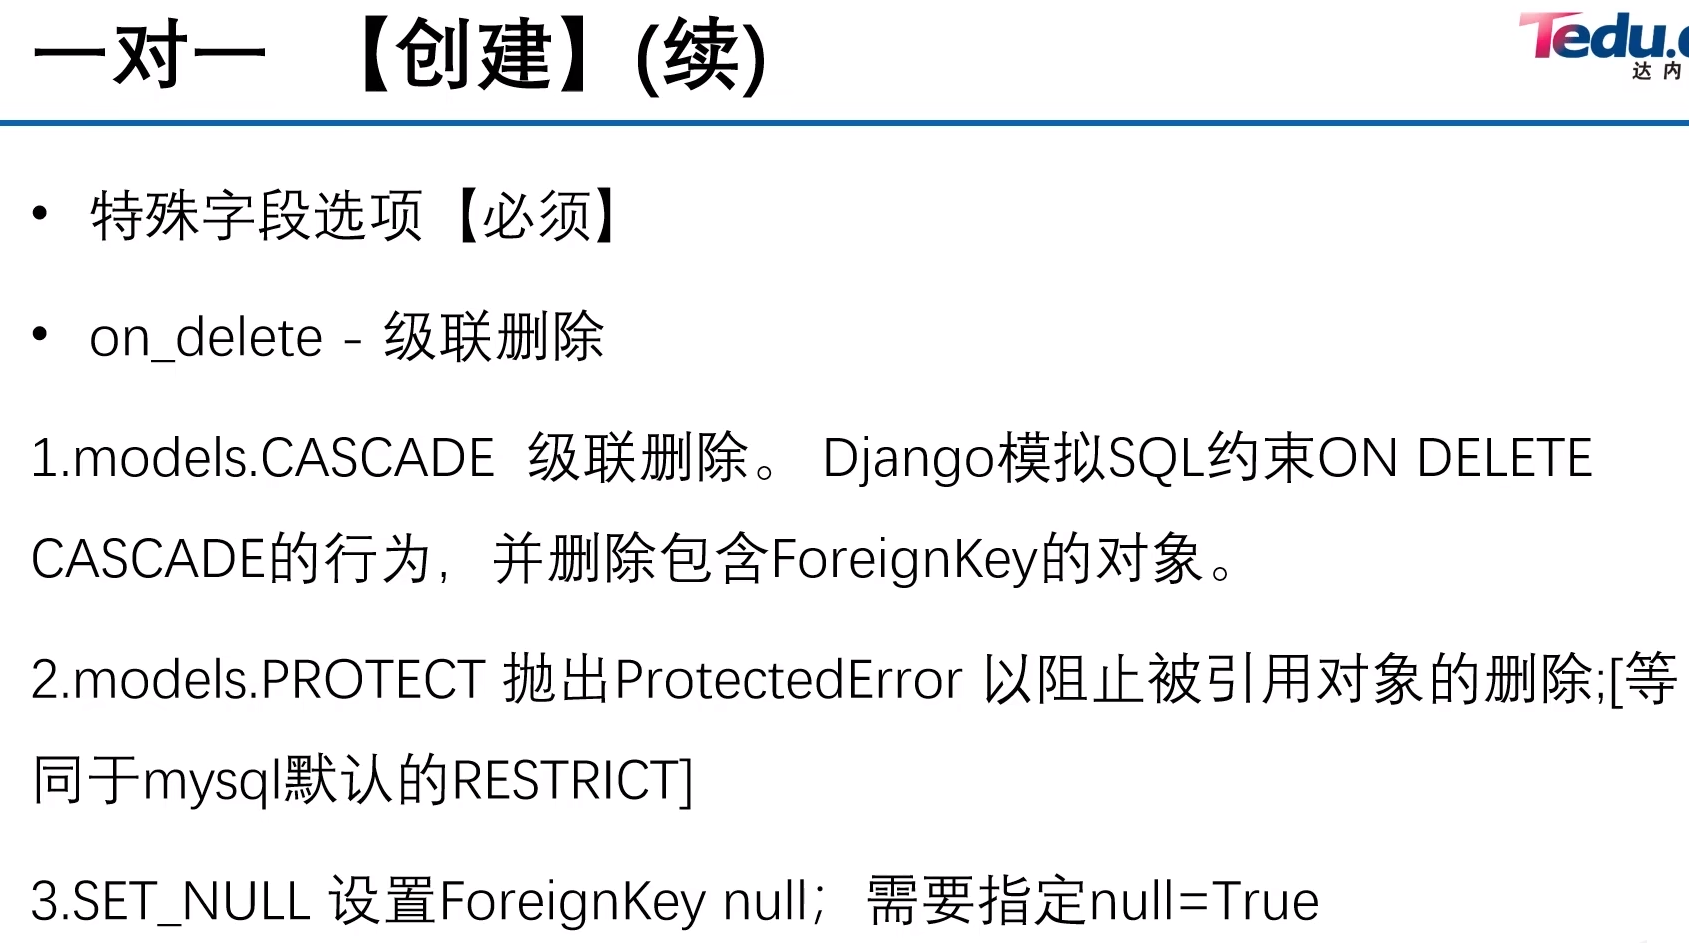 一对一 【创建】(续)
Tedu.
达内
• 特殊字段选项【必须】
• on_delete - 级联删除
1.models.CASCADE 级联删除。 Django模拟SQL约束ON DELETE
CASCADE的行为，并删除包含ForeignKey的对象。
2.models.PROTECT 抛出ProtectedError 以阻止被引用对象的删除;[等
同于mysql默认的RESTRICT]
3.SET_NULL 设置ForeignKey null；需要指定null=True